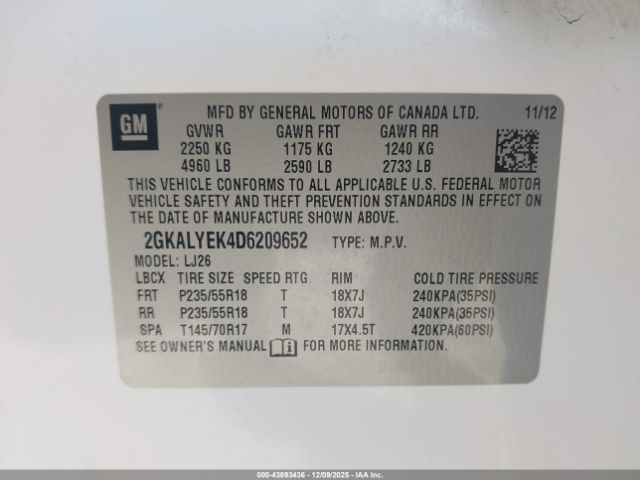 GM
MFD BY GENERAL MOTORS OF CANADA LTD. 11/12
GVWR GAWR FRT GAWR RR
2250 KG 1175 KG 1240 KG
4960 LB 2590 LB 2733 LB
THIS VEHICLE CONFORMS TO ALL APPLICABLE U.S. FEDERAL MOTOR
VEHICLE SAFETY AND THEFT PREVENTION STANDARDS IN EFFECT ON
THE DATE OF MANUFACTURE SHOWN ABOVE.
2GKALYEK4D6209652 TYPE: M.P.V.
MODEL: LJ26
LBCX TIRE SIZE SPEED RTG RIM COLD TIRE PRESSURE
FRT P235/55R18 T 18X7J 240KPA(35PSI)
RR P235/55R18 T 18X7J 240KPA(35PSI)
SPA T145/70R17 M 17X4.5T 420KPA(60PSI)
SEE OWNER'S MANUAL FOR MORE INFORMATION.
000-43893436 - 12/09/2025 - IAAI, Inc.